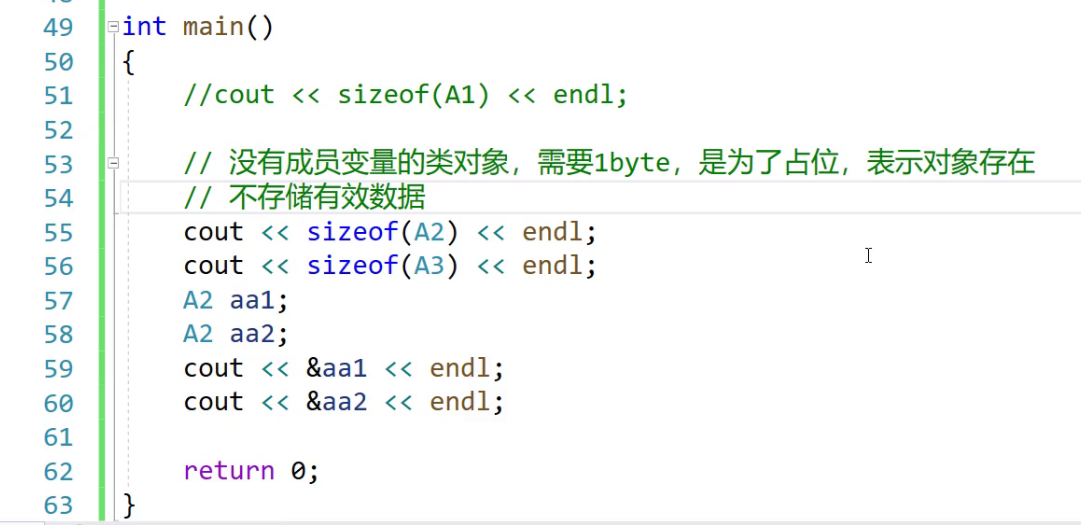 49 int main()
50 {
51 //cout << sizeof(A1) << endl;
52
53 // 没有成员变量的类对象，需要1byte，是为了占位，表示对象存在
54 // 不存储有效数据
55 cout << sizeof(A2) << endl;
56 cout << sizeof(A3) << endl;
57 A2 aa1;
58 A2 aa2;
59 cout << &aa1 << endl;
60 cout << &aa2 << endl;
61
62 return 0;
63 }